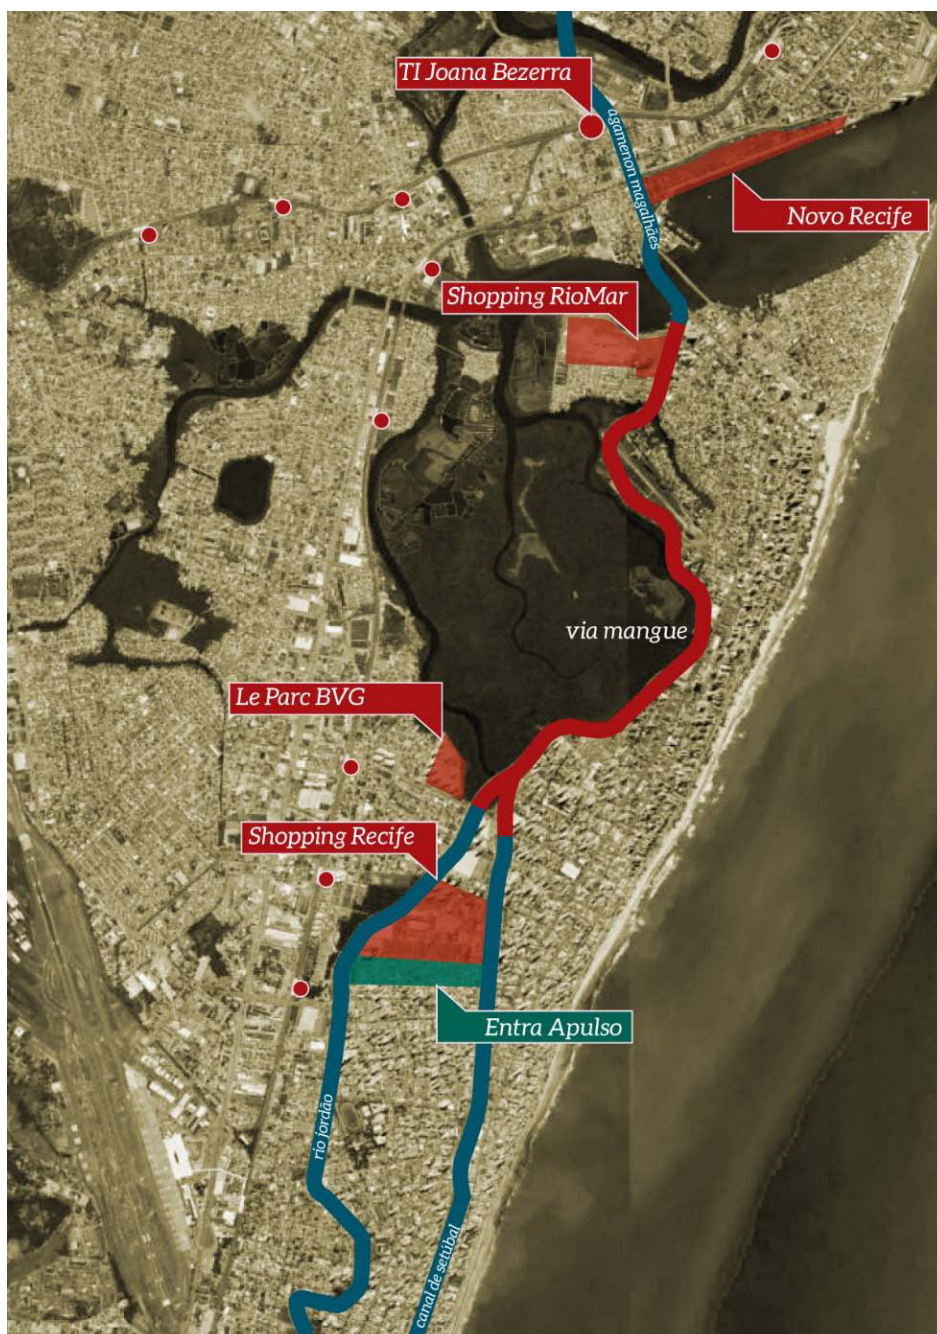 TI Joana Bezerra
agamenon magalhães
Novo Recife
Shopping RioMar
via mangue
Le Parc BVG
Shopping Recife
Entra Apulso
rio jordão
canal de setúbal